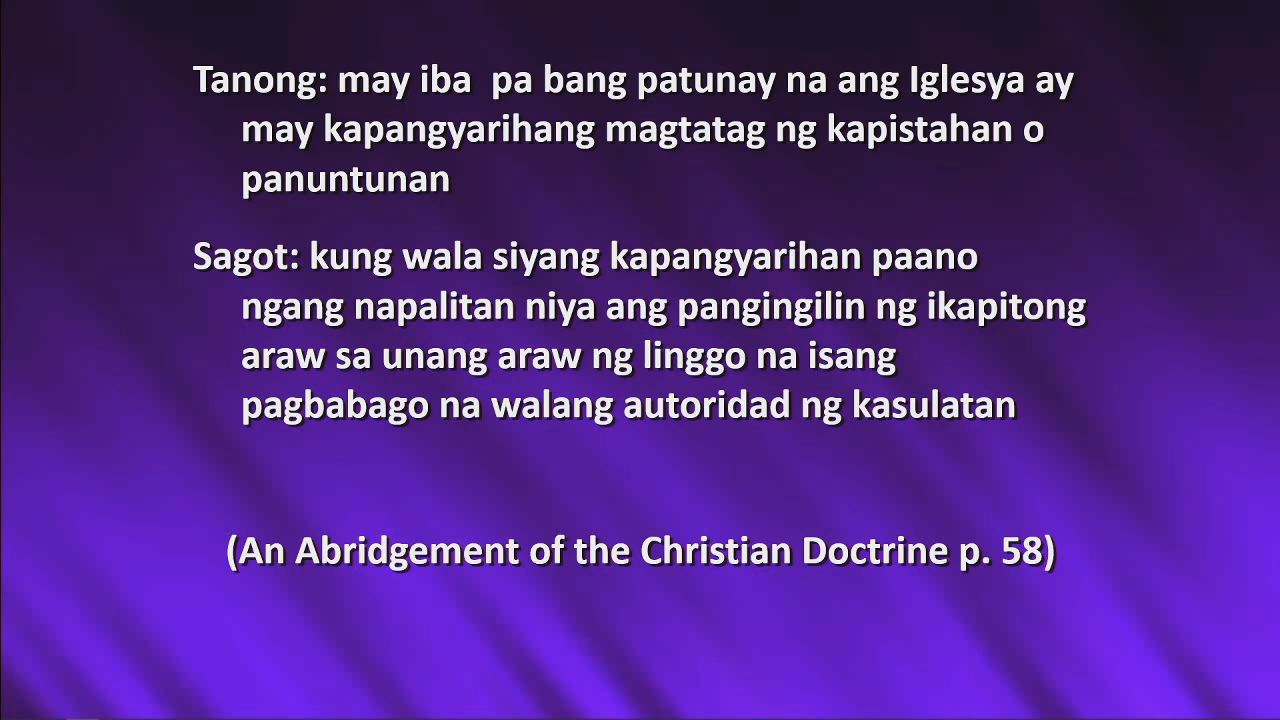 Tanong: may iba  pa bang patunay na ang Iglesya ay
may kapangyarihang magtatag ng kapistahan o
panuntunan
Sagot: kung wala siyang kapangyarihan paano
ngang napalitan niya ang pangingilin ng ikapitong
araw sa unang araw ng linggo na isang
pagbabago na walang autoridad ng kasulatan
(An Abridgement of the Christian Doctrine p. 58)